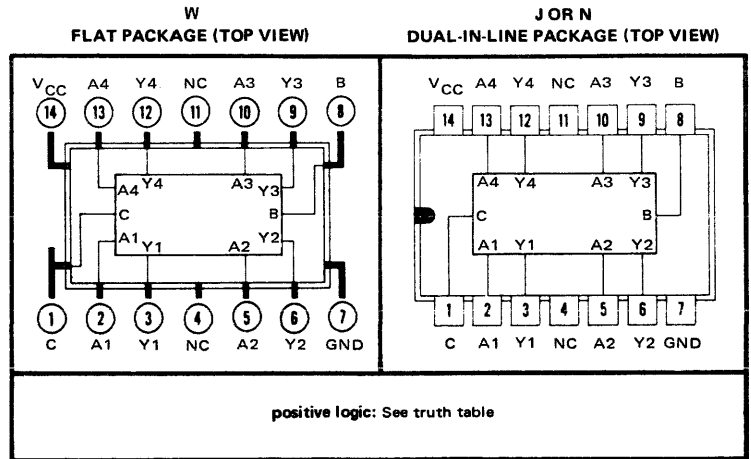 W
FLAT PACKAGE (TOP VIEW)
J OR N
DUAL-IN-LINE PACKAGE (TOP VIEW)
VCC A4 Y4 NC A3 Y3 B
14 13 12 11 10 9 8
A4 Y4 A3 Y3
C B
A1 Y1 A2 Y2
1 2 3 4 5 6 7
C A1 Y1 NC A2 Y2 GND
VCC A4 Y4 NC A3 Y3 B
14 13 12 11 10 9 8
A4 Y4 A3 Y3
C B
A1 Y1 A2 Y2
1 2 3 4 5 6 7
C A1 Y1 NC A2 Y2 GND
positive logic: See truth table